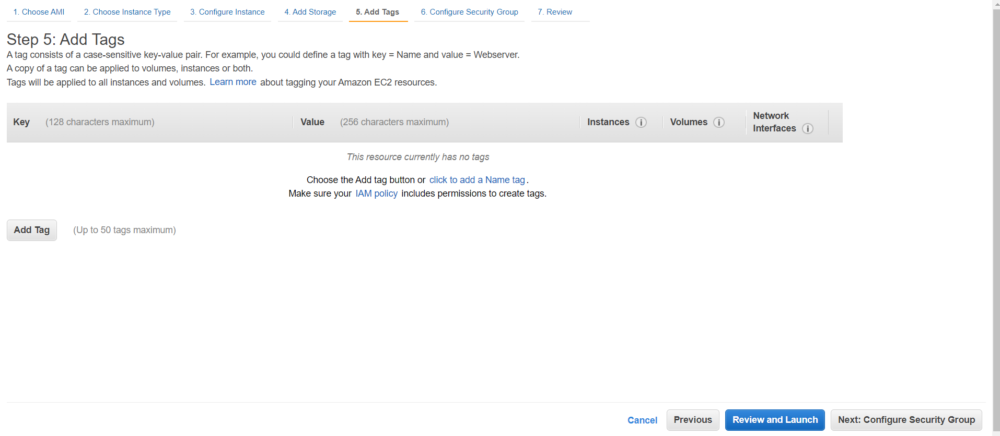 1. Choose AMI 2. Choose Instance Type 3. Configure Instance 4. Add Storage 5. Add Tags 6. Configure Security Group 7. Review
Step 5: Add Tags
A tag consists of a case-sensitive key-value pair. For example, you could define a tag with key = Name and value = Webserver.
A copy of a tag can be applied to volumes, instances or both.
Tags will be applied to all instances and volumes. Learn more about tagging your Amazon EC2 resources.
Key (128 characters maximum) Value (256 characters maximum) Instances Volumes Network Interfaces
This resource currently has no tags
Choose the Add tag button or click to add a Name tag.
Make sure your IAM policy includes permissions to create tags.
Add Tag (Up to 50 tags maximum)
Cancel Previous Review and Launch Next: Configure Security Group